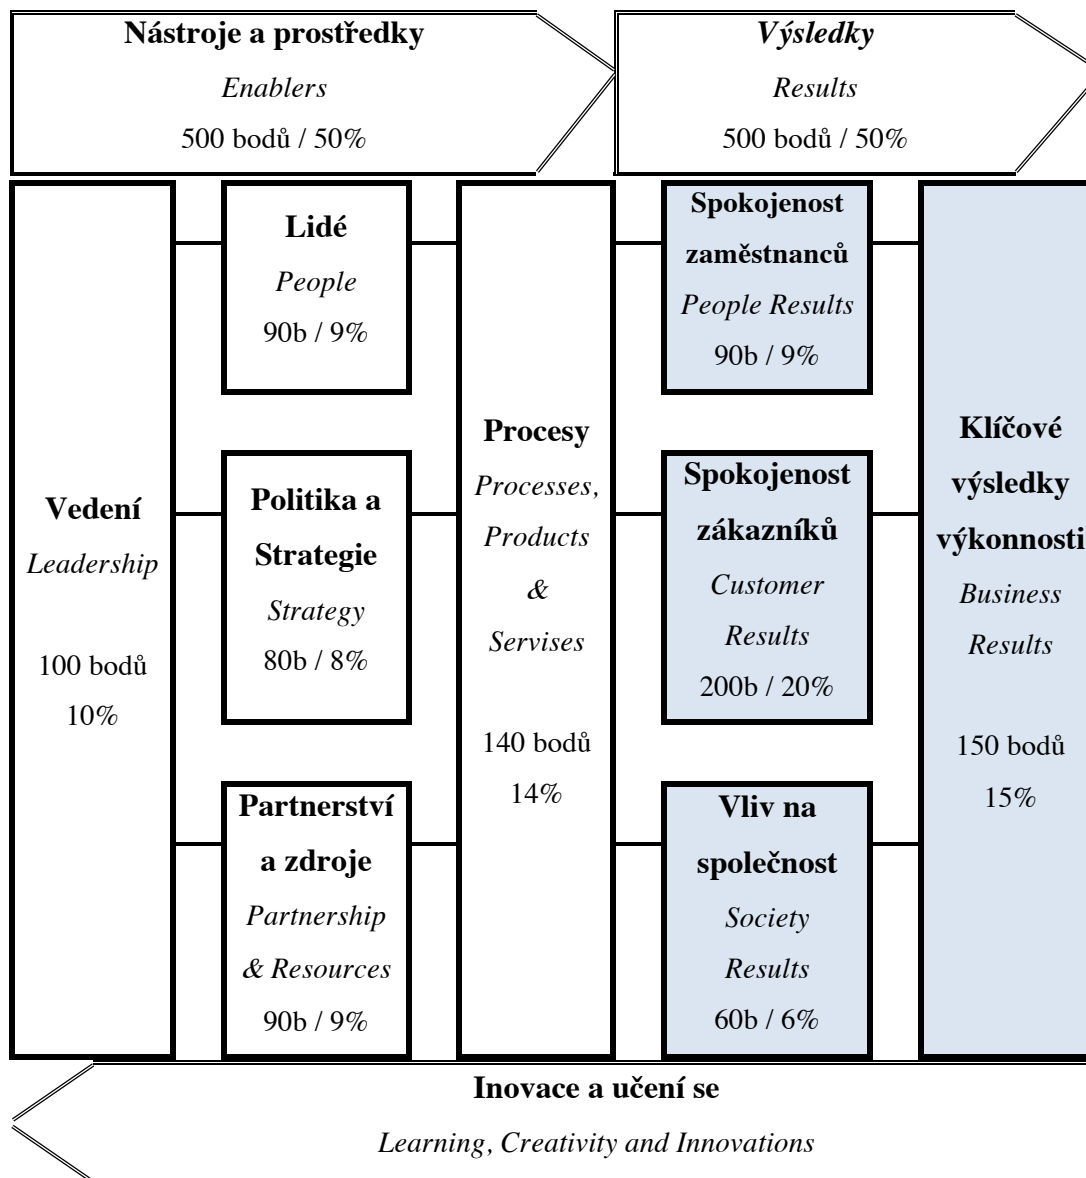 Nástroje a prostředky
Enablers
500 bodů / 50%
Výsledky
Results
500 bodů / 50%
Vedení
Leadership
100 bodů
10%
Lidé
People
90b / 9%
Politika a
Strategie
Strategy
80b / 8%
Partnerství
a zdroje
Partnership
& Resources
90b / 9%
Procesy
Processes,
Products
&
Servises
140 bodů
14%
Spokojenost
zaměstnanců
People Results
90b / 9%
Spokojenost
zákazníků
Customer
Results
200b / 20%
Vliv na
společnost
Society
Results
60b / 6%
Klíčové
výsledky
výkonnosti
Business
Results
150 bodů
15%
Inovace a učení se
Learning, Creativity and Innovations